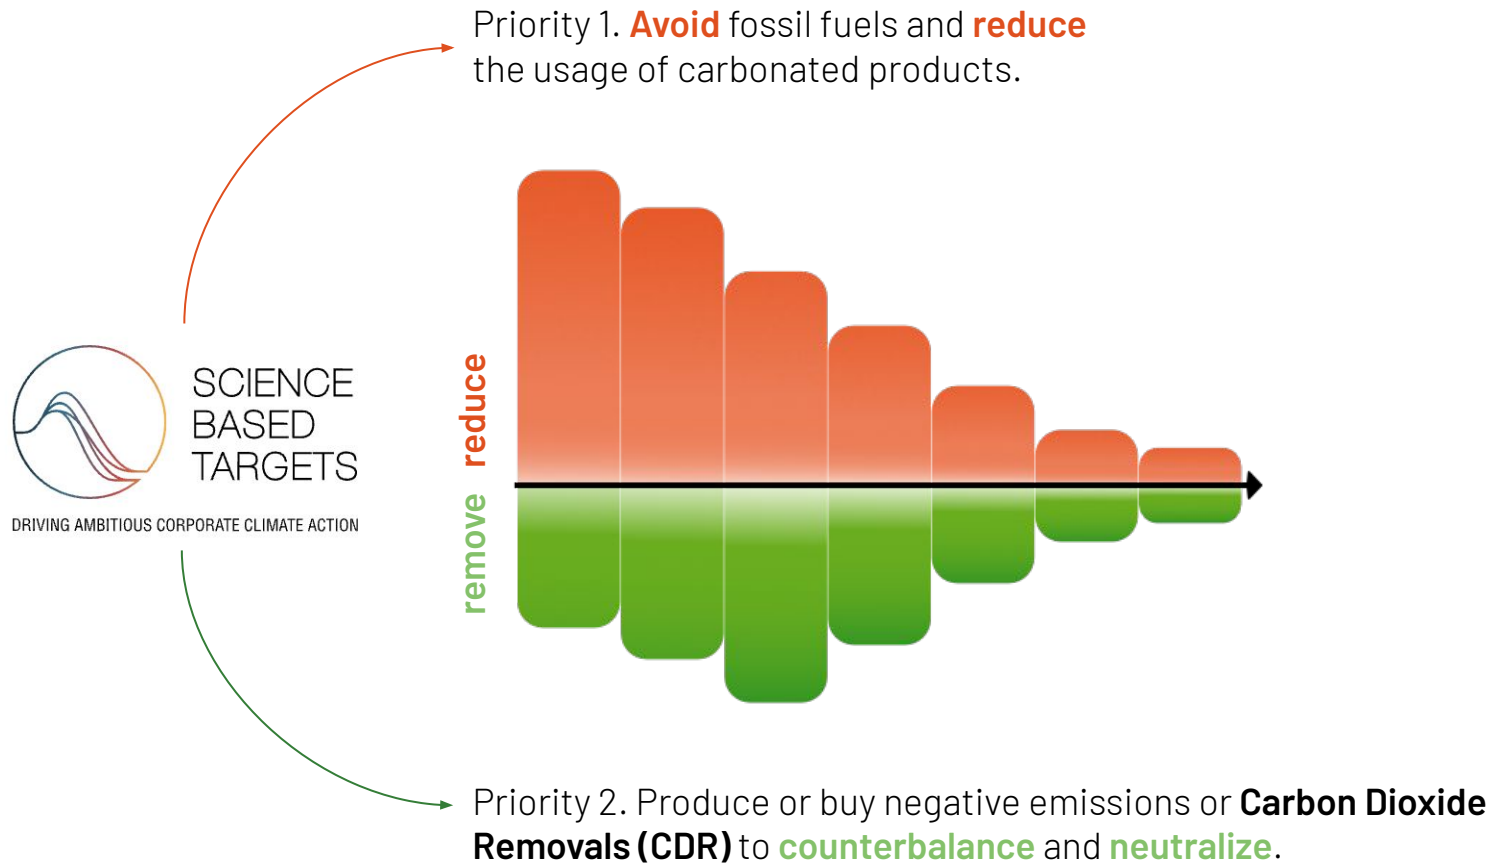 Priority 1. Avoid fossil fuels and reduce
the usage of carbonated products.
reduce
remove
SCIENCE
BASED
TARGETS
DRIVING AMBITIOUS CORPORATE CLIMATE ACTION
Priority 2. Produce or buy negative emissions or Carbon Dioxide
Removals (CDR) to counterbalance and neutralize.